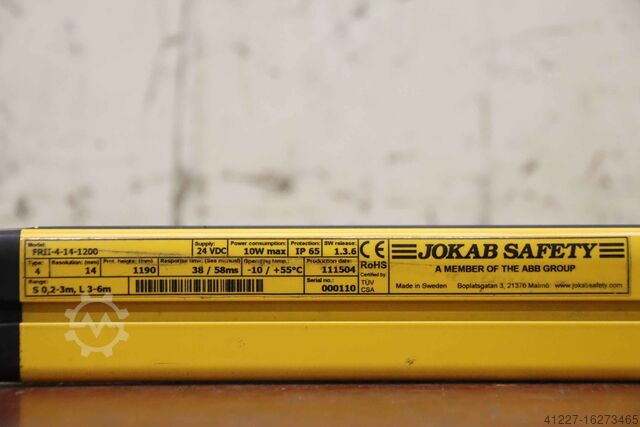 Model: FRII-4-14-1200
Supply: 24 VDC
Power consumption: 10W max
Protection: IP 65
SW release: 1.3.6
Type: 4
Resolution: (mm) 14
Prot. height: (mm) 1190
Response time: (See manual) 38 / 58ms
Operating temp.: -10 / +55°C
Production date: 111504
Range: S 0,2-3m, L 3-6m
Serial no.: 000110
CE
RoHS
Certified by
TÜV
CSA
JOKAB SAFETY
A MEMBER OF THE ABB GROUP
Made in Sweden Boplatsgatan 3, 21376 Malmö www.jokabsafety.com
41227-16273465